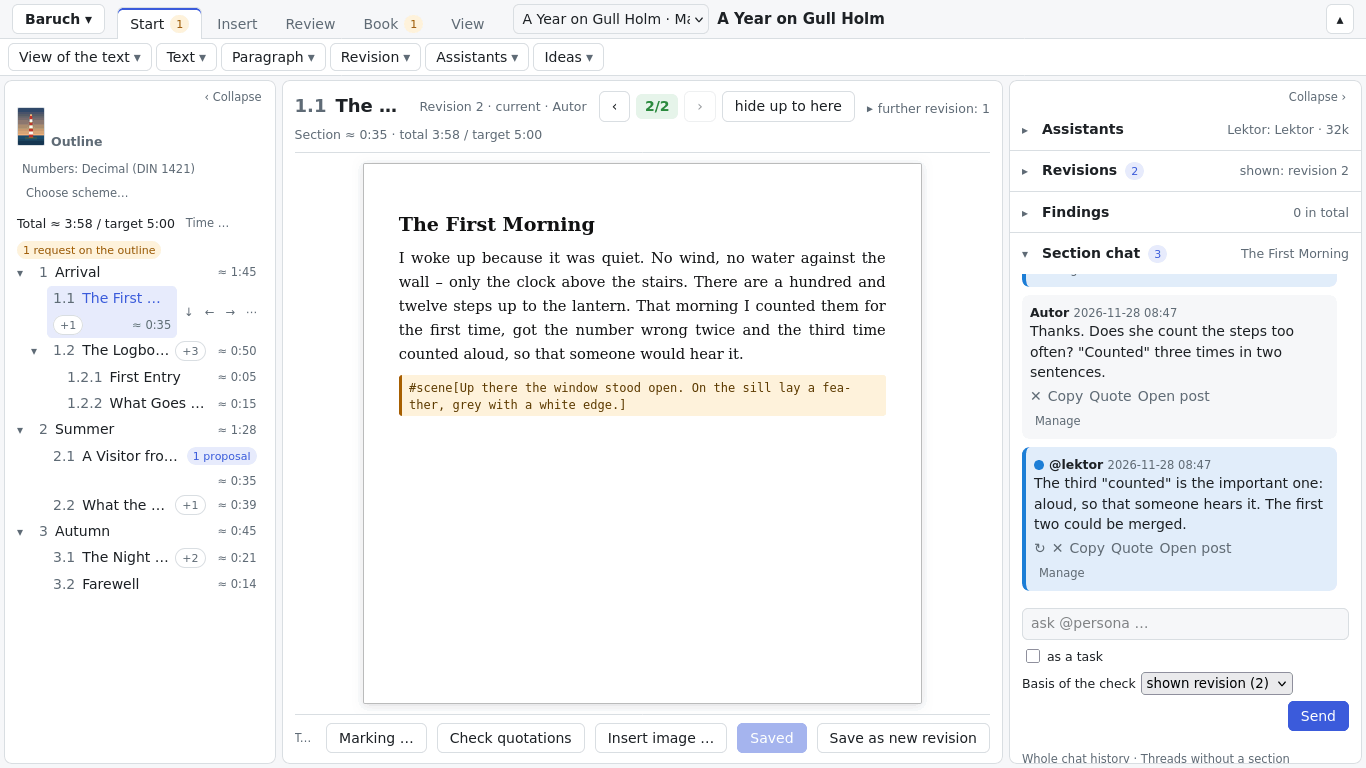 Baruch ▾
Start 1
Insert
Review
Book 1
View
A Year on Gull Holm · Ma
A Year on Gull Holm
▴
View of the text ▾
Text ▾
Paragraph ▾
Revision ▾
Assistants ▾
Ideas ▾
‹ Collapse
Outline
Numbers: Decimal (DIN 1421)
Choose scheme…
Total ≈ 3:58 / target 5:00 Time …
1 request on the outline
▾ 1 Arrival ≈ 1:45
1.1 The First …
+1 ≈ 0:35 ↓ ← → ···
▾ 1.2 The Logbo… +3 ≈ 0:50
1.2.1 First Entry ≈ 0:05
1.2.2 What Goes … ≈ 0:15
▾ 2 Summer ≈ 1:28
2.1 A Visitor fro… 1 proposal
≈ 0:35
2.2 What the … +1 ≈ 0:39
▾ 3 Autumn ≈ 0:45
3.1 The Night … +2 ≈ 0:21
3.2 Farewell ≈ 0:14
1.1 The … Revision 2 · current · Autor ‹ 2/2 › hide up to here ▸ further revision: 1
Section ≈ 0:35 · total 3:58 / target 5:00
The First Morning
I woke up because it was quiet. No wind, no water against the
wall – only the clock above the stairs. There are a hundred and
twelve steps up to the lantern. That morning I counted them for
the first time, got the number wrong twice and the third time
counted aloud, so that someone would hear it.
#scene[Up there the window stood open. On the sill lay a fea-
ther, grey with a white edge.]
T… Marking … Check quotations Insert image … Saved Save as new revision
Collapse ›
▸ Assistants Lektor: Lektor · 32k
▸ Revisions 2 shown: revision 2
▸ Findings 0 in total
▾ Section chat 3 The First Morning
Autor 2026-11-28 08:47
Thanks. Does she count the steps too
often? "Counted" three times in two
sentences.
✕ Copy Quote Open post
Manage
@lektor 2026-11-28 08:47
The third "counted" is the important one:
aloud, so that someone hears it. The first
two could be merged.
↻ ✕ Copy Quote Open post
Manage
ask @persona …
as a task
Basis of the check shown revision (2)
Send
Whole chat history · Threads without a section